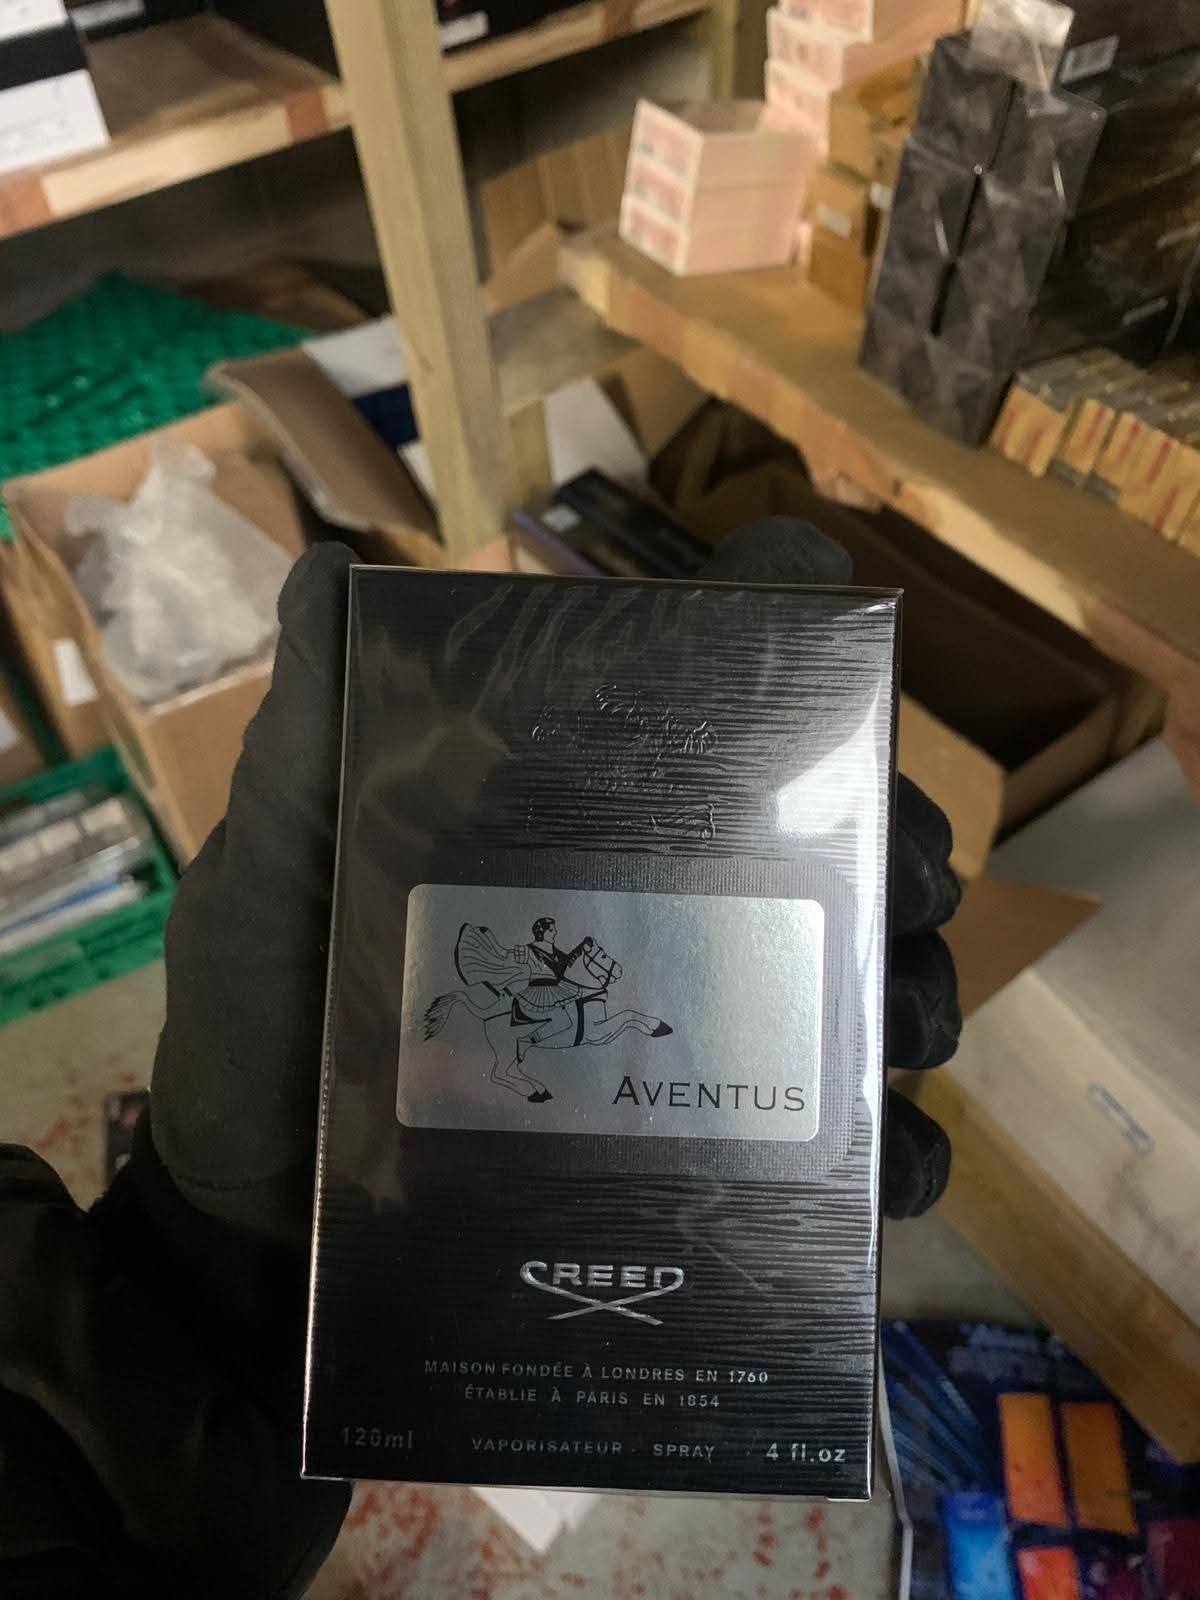 AVENTUS
CREED
MAISON FONDÉE À LONDRES EN 1760
ÉTABLIE À PARIS EN 1854
120ml VAPORISATEUR - SPRAY 4 fl.oz